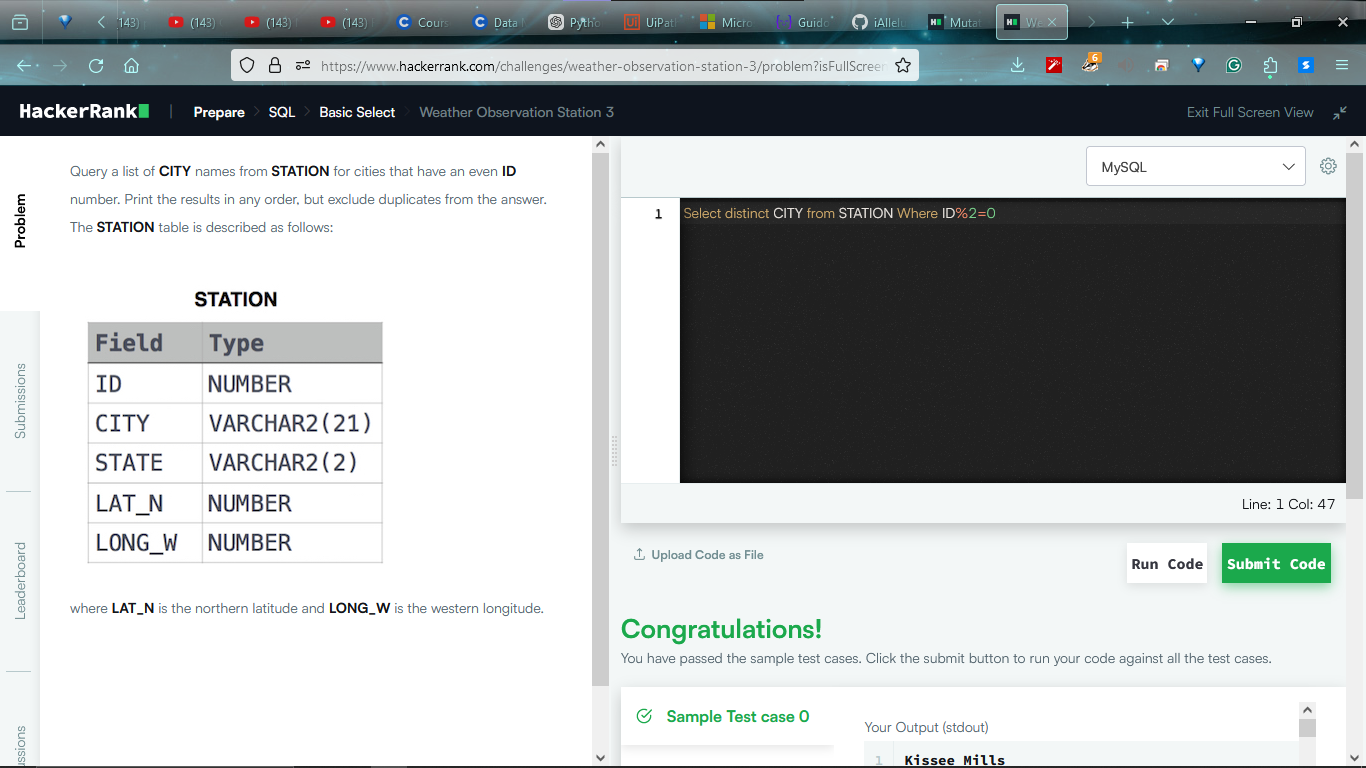 143)
(143)
(143)
(143)
Cours
Data
Pytho
UiPat
Micro
Guido
iAllel
Muta
We
https://www.hackerrank.com/challenges/weather-observation-station-3/problem?isFullScreen
6
HackerRank
Prepare
SQL
Basic Select
Weather Observation Station 3
Exit Full Screen View
Problem
Submissions
Leaderboard
ussions
Query a list of CITY names from STATION for cities that have an even ID
number. Print the results in any order, but exclude duplicates from the answer.
The STATION table is described as follows:
STATION
Field Type
ID NUMBER
CITY VARCHAR2(21)
STATE VARCHAR2(2)
LAT_N NUMBER
LONG_W NUMBER
where LAT_N is the northern latitude and LONG_W is the western longitude.
MySQL
1 Select distinct CITY from STATION Where ID%2=0
Line: 1 Col: 47
Upload Code as File
Run Code
Submit Code
Congratulations!
You have passed the sample test cases. Click the submit button to run your code against all the test cases.
Sample Test case 0
Your Output (stdout)
1 Kissee Mills